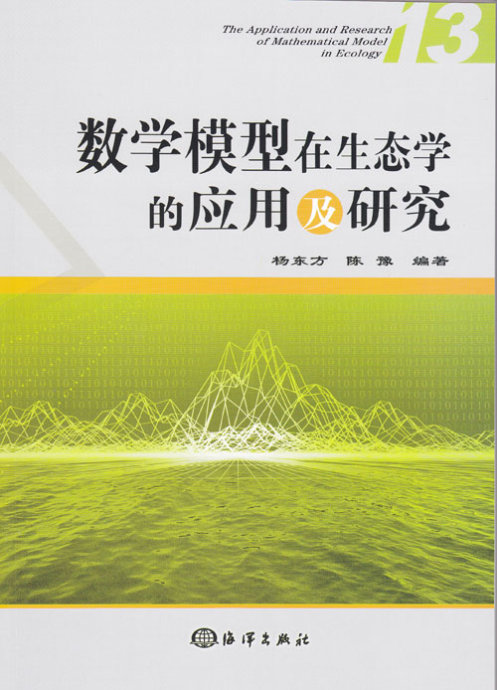 The Application and Research
of Mathematical Model
in Ecology
13
数学模型在生态学
的应用及研究
杨东方 陈豫 编著
海洋出版社